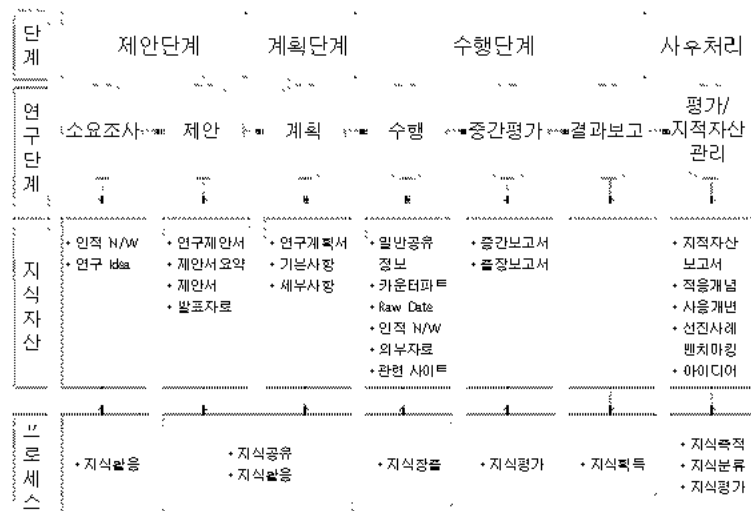 단계
제안단계
계획단계
수행단계
사후처리
연구단계
소요조사
제안
계획
수행
중간평가
결과보고
평가/
지적자산
관리
지식자산
• 인적 N/W
• 연구 Idea
• 연구제안서
• 제안서요약
• 제안서
• 발표자료
• 연구계획서
• 기본사항
• 세부사항
• 일반공유
정보
• 카운터파트
• Raw Data
• 인적 N/W
• 외부자료
• 관련 사이트
• 중간보고서
• 출장보고서
• 지적자산
보고서
• 적용개념
• 사용개변
• 선진사례
벤치마킹
• 아이디어
프로세스
• 지식활용
• 지식공유
• 지식활용
• 지식창출
• 지식평가
• 지식획득
• 지식축적
• 지식분류
• 지식평가